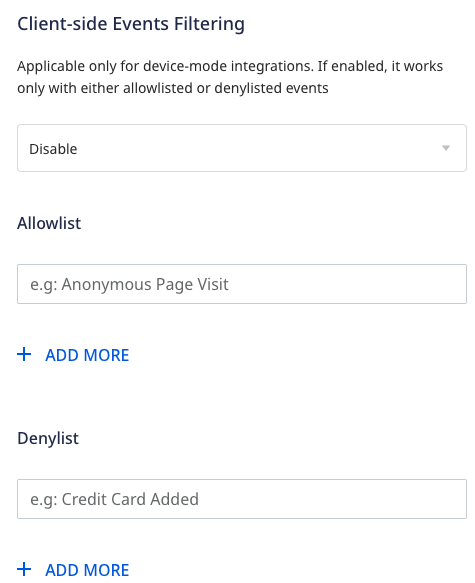 Client-side Events Filtering
Applicable only for device-mode integrations. If enabled, it works
only with either allowlisted or denylisted events
Disable
Allowlist
e.g: Anonymous Page Visit
+ ADD MORE
Denylist
e.g: Credit Card Added
+ ADD MORE